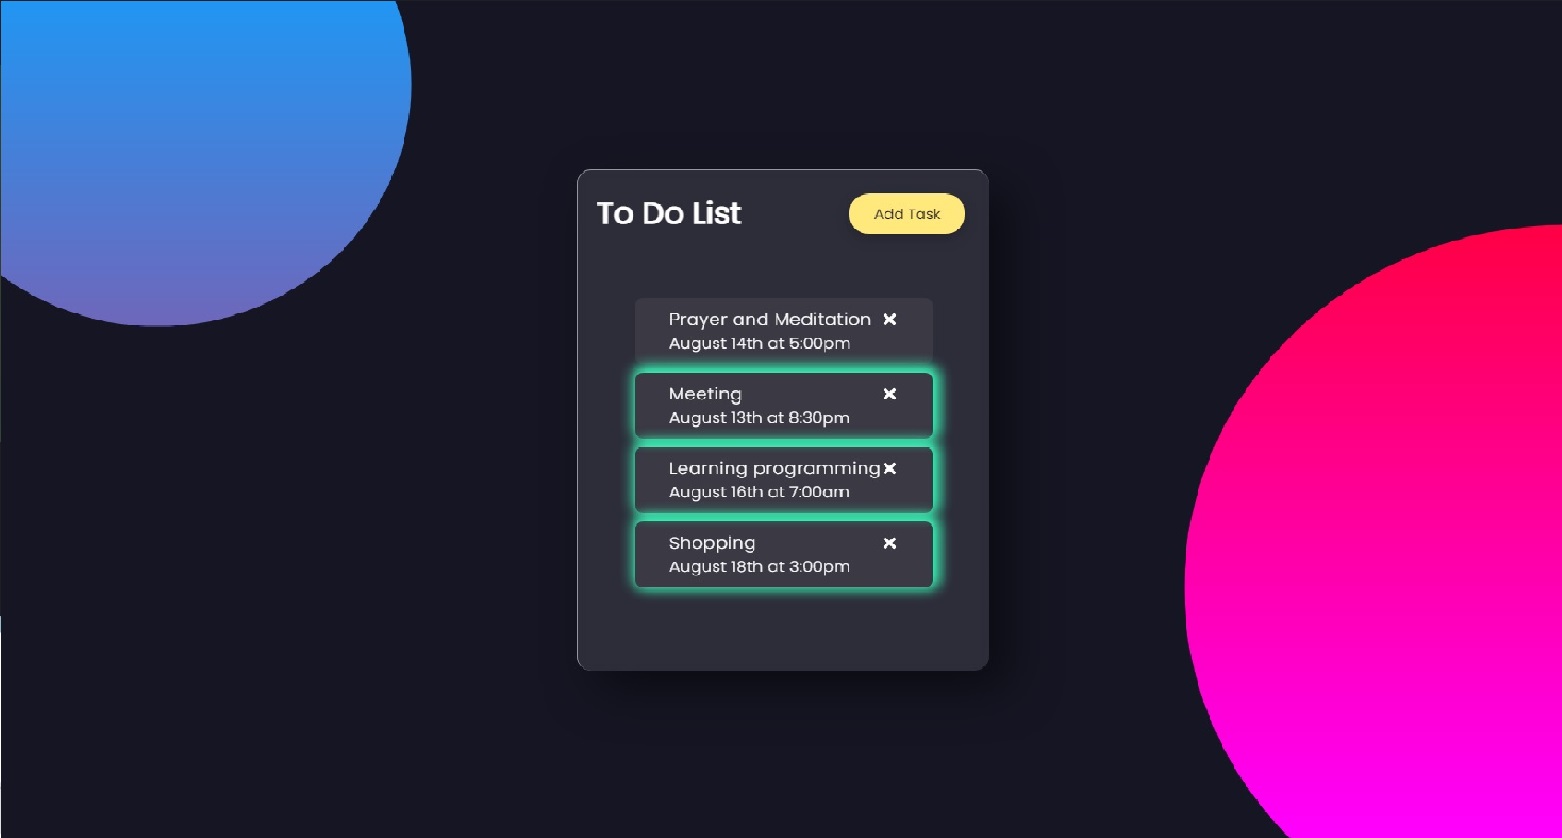 To Do List
Add Task
Prayer and Meditation
August 14th at 5:00pm
Meeting
August 13th at 8:30pm
Learning programming
August 16th at 7:00am
Shopping
August 18th at 3:00pm